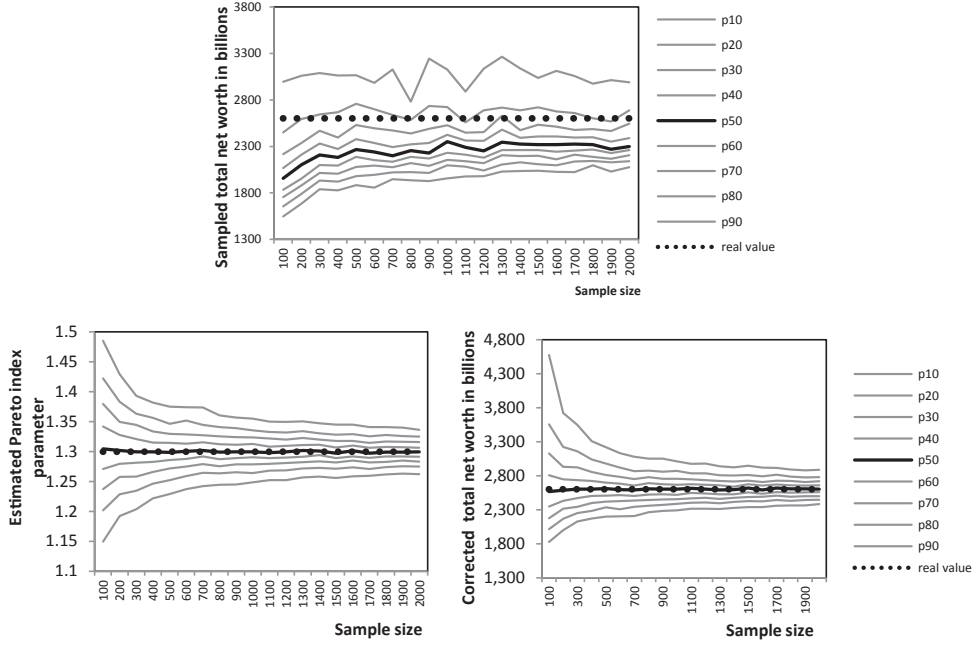 Sampled total net worth in billions
3800
3300
2800
2300
1800
1300
100
200
300
400
500
600
700
800
900
1000
1100
1200
1300
1400
1500
1600
1700
1800
1900
2000
Sample size
p10
p20
p30
p40
p50
p60
p70
p80
p90
real value
Estimated Pareto index
parameter
1.5
1.45
1.4
1.35
1.3
1.25
1.2
1.15
1.1
100
200
300
400
500
600
700
800
900
1000
1100
1200
1300
1400
1500
1600
1700
1800
1900
2000
Sample size
Corrected total net worth in billions
4,800
4,300
3,800
3,300
2,800
2,300
1,800
1,300
100
300
500
700
900
1100
1300
1500
1700
1900
Sample size
p10
p20
p30
p40
p50
p60
p70
p80
p90
real value